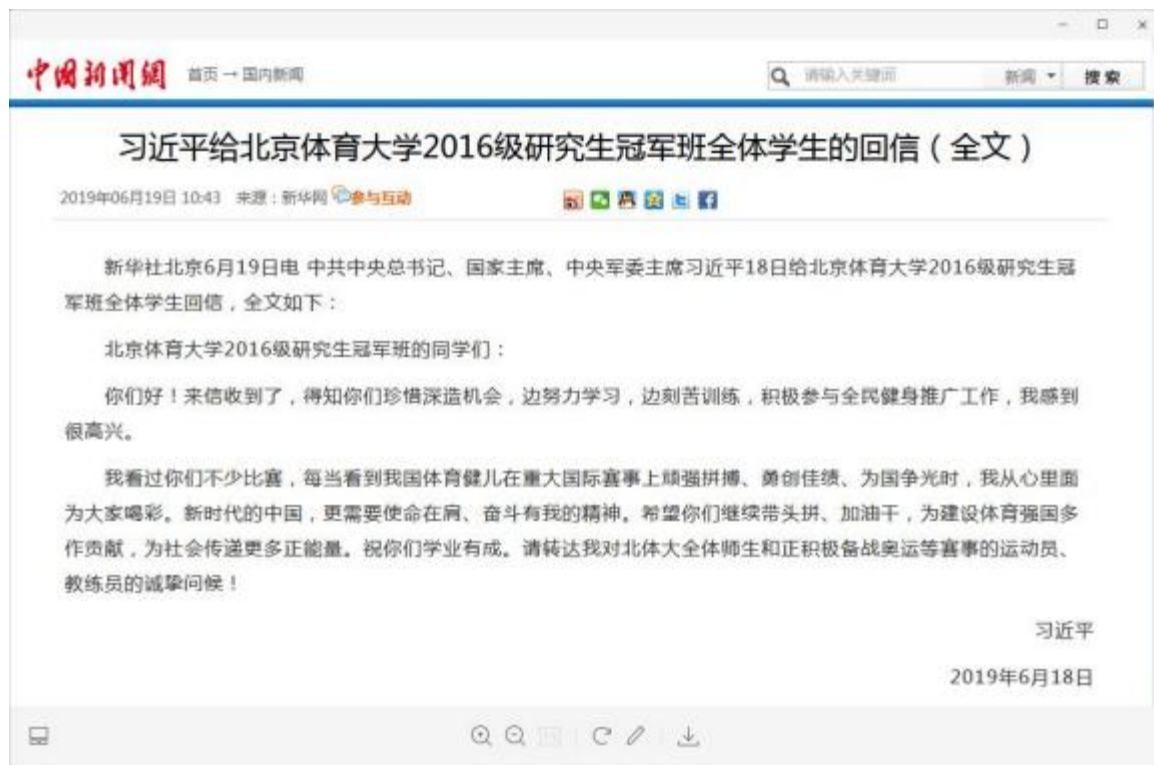 中國新聞網 首页 → 国内新闻 请输入关键词 新闻 搜索
习近平给北京体育大学2016级研究生冠军班全体学生的回信（全文）
2019年06月19日 10:43 来源：新华网 参与互动
新华社北京6月19日电 中共中央总书记、国家主席、中央军委主席习近平18日给北京体育大学2016级研究生冠
军班全体学生回信，全文如下：
北京体育大学2016级研究生冠军班的同学们：
你们好！来信收到了，得知你们珍惜深造机会，边努力学习，边刻苦训练，积极参与全民健身推广工作，我感到
很高兴。
我看过你们不少比赛，每当看到我国体育健儿在重大国际赛事上顽强拼搏、勇创佳绩、为国争光时，我从心里面
为大家喝彩。新时代的中国，更需要使命在肩、奋斗有我的精神。希望你们继续带头拼、加油干，为建设体育强国多
作贡献，为社会传递更多正能量。祝你们学业有成。请转达我对北体大全体师生和正积极备战奥运等赛事的运动员、
教练员的诚挚问候！
习近平
2019年6月18日